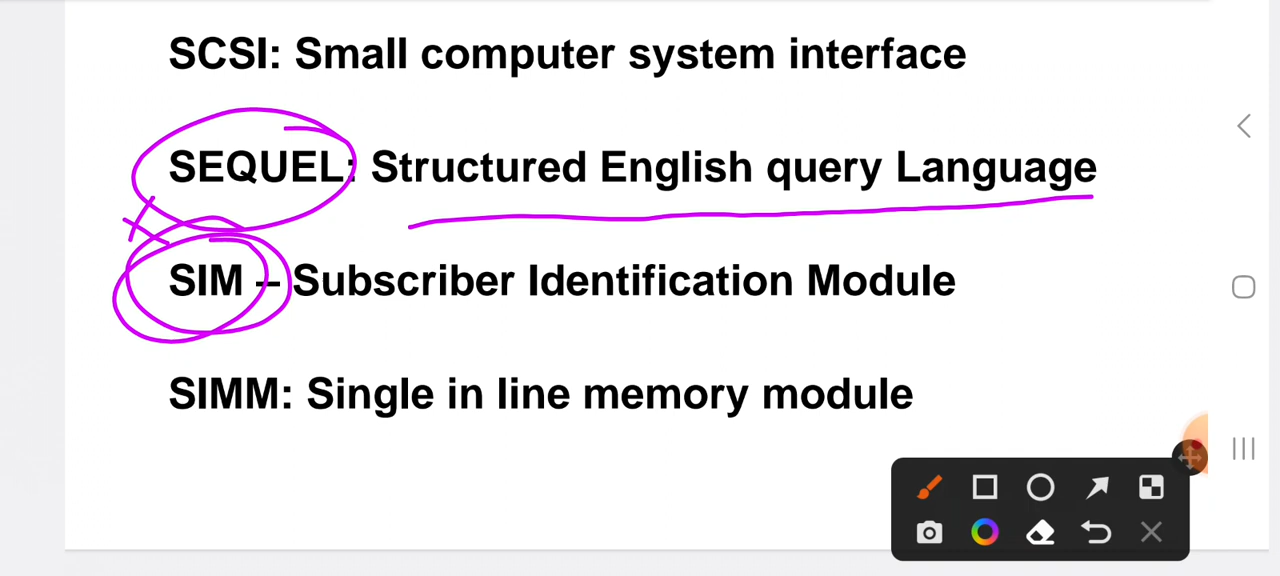 SCSI: Small computer system interface
SEQUEL: Structured English query Language
SIM – Subscriber Identification Module
SIMM: Single in line memory module